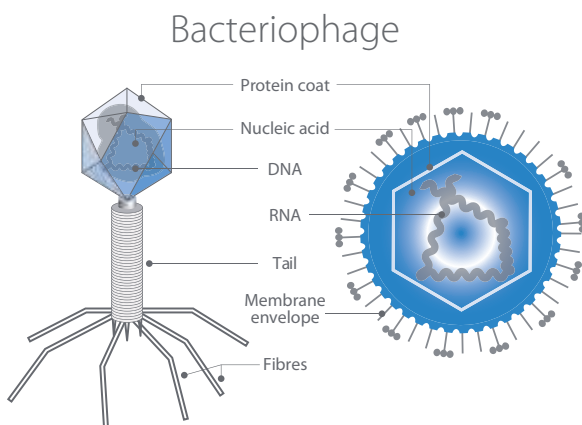 Bacteriophage
Protein coat
Nucleic acid
DNA
RNA
Tail
Membrane
envelope
Fibres